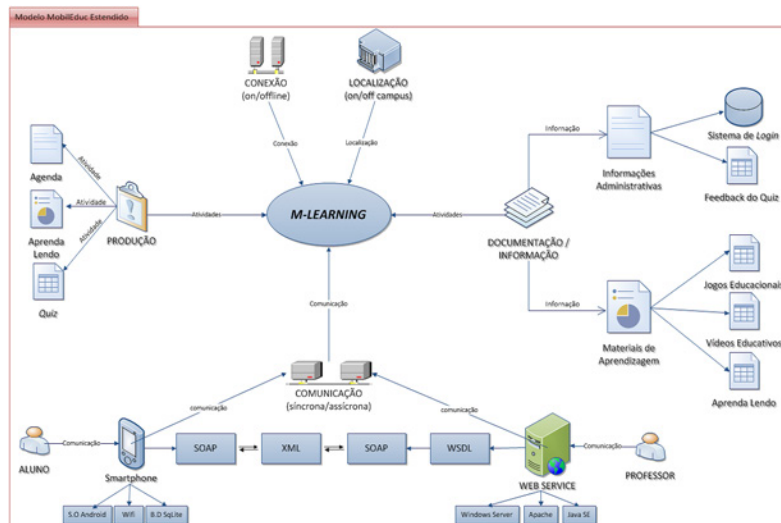 Modelo MobilEduc Estendido
CONEXÃO
(on/offline)
LOCALIZAÇÃO
(on/off campus)
Conexão
Localização
Agenda
Atividade
Aprenda
Lendo
Atividade
Quiz
Atividade
PRODUÇÃO
Atividades
M-LEARNING
Atividades
DOCUMENTAÇÃO /
INFORMAÇÃO
Informação
Informações
Administrativas
Sistema de Login
Feedback do Quiz
Informação
Materiais de
Aprendizagem
Jogos Educacionais
Vídeos Educativos
Aprenda Lendo
Comunicação
COMUNICAÇÃO
(síncrona/assícrona)
comunicação
comunicação
ALUNO
Comunicação
Smartphone
SOAP
XML
SOAP
WSDL
WEB SERVICE
Comunicação
PROFESSOR
S.O Android
Wifi
B.D SqLite
Windows Server
Apache
Java SE